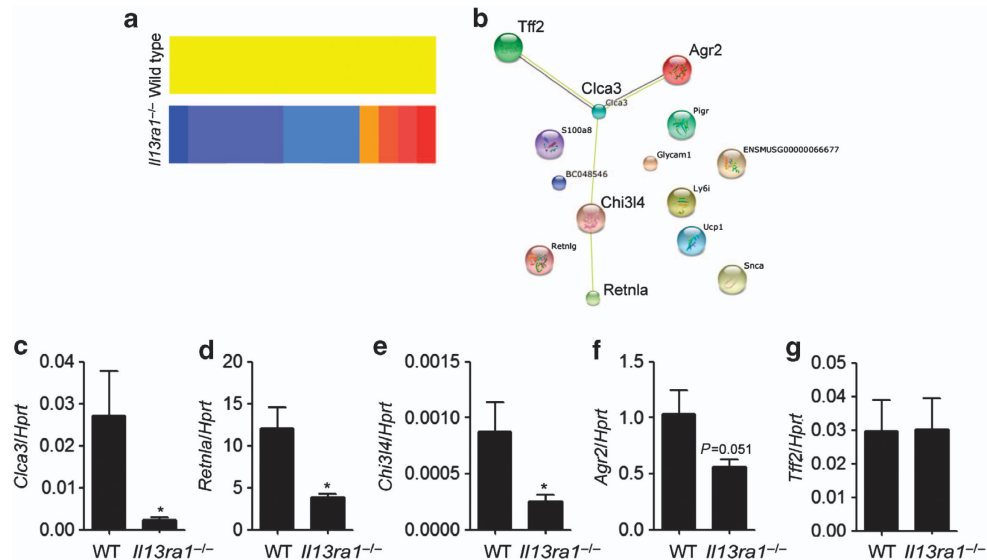 a
Wild type
Il13ra1–/–
b
Tff2
Agr2
Clca3
Clca3
Pigr
S100a8
Glycam1
ENSMUSG00000066677
BC048546
Ly6i
Chi3l4
Ucp1
Retnlg
Snca
Retnla
c
Clca3/Hprt
0.04
0.03
0.02
0.01
0.00
*
WT Il13ra1–/–
d
Retnla/Hprt
20
15
10
5
0
*
WT Il13ra1–/–
e
Chi3l4/Hprt
0.0015
0.0010
0.0005
0.0000
*
WT Il13ra1–/–
f
Agr2/Hprt
1.5
1.0
0.5
0.0
P=0.051
WT Il13ra1–/–
g
Tff2/Hprt
0.05
0.04
0.03
0.02
0.01
0.00
WT Il13ra1–/–